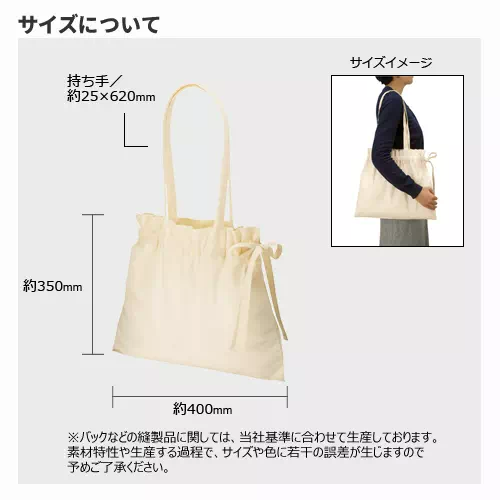 サイズについて
持ち手／
約25×620mm
サイズイメージ
約350mm
約400mm
※バックなどの縫製品に関しては、当社基準に合わせて生産しております。
素材特性や生産する過程で、サイズや色に若干の誤差が生じますので
予めご了承ください。